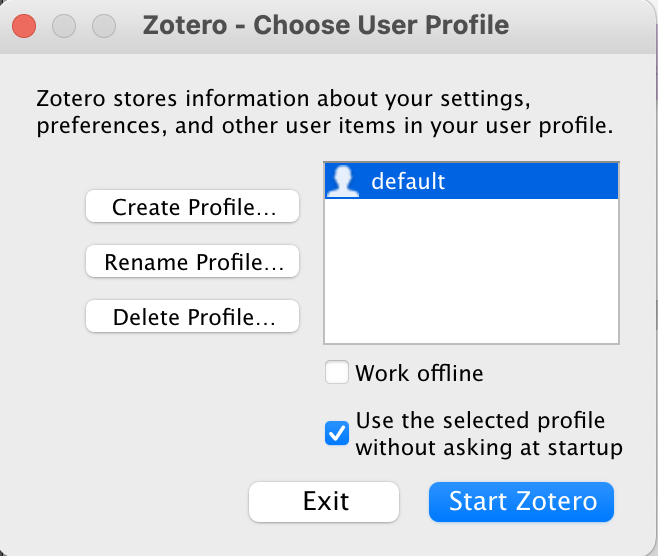 Zotero - Choose User Profile
Zotero stores information about your settings,
preferences, and other user items in your user profile.
default
Create Profile...
Rename Profile...
Delete Profile...
Work offline
Use the selected profile
without asking at startup
Exit
Start Zotero